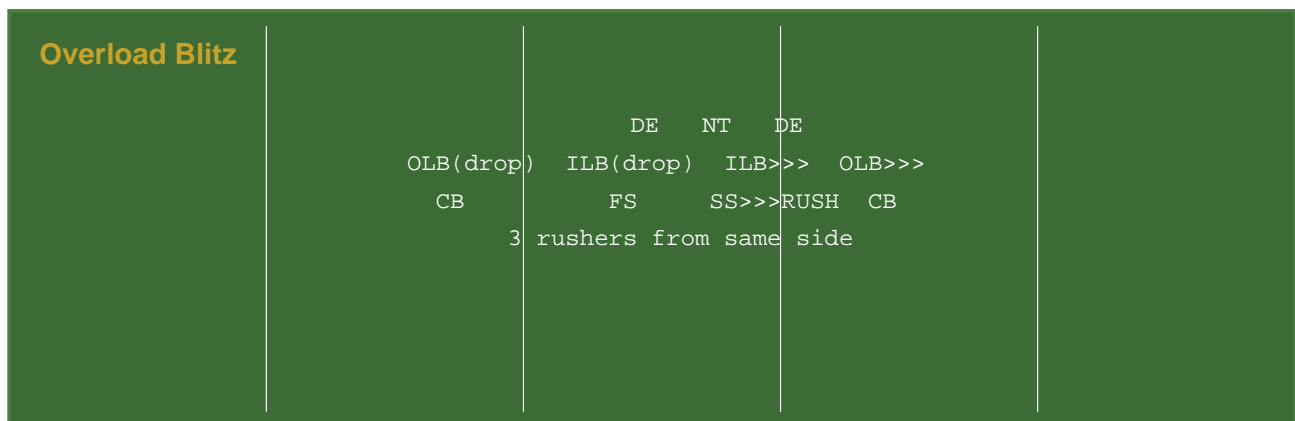 Overload Blitz
DE NT DE
OLB(drop) ILB(drop) ILB>>> OLB>>>
CB FS SS>>>RUSH CB
3 rushers from same side